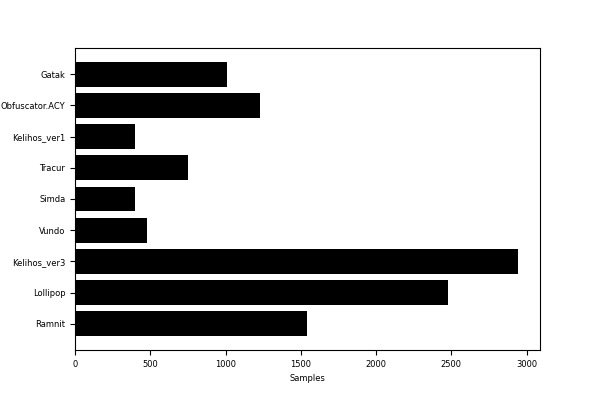 Gatak
Obfuscator.ACY
Kelihos_ver1
Tracur
Simda
Vundo
Kelihos_ver3
Lollipop
Ramnit
0 500 1000 1500 2000 2500 3000
Samples